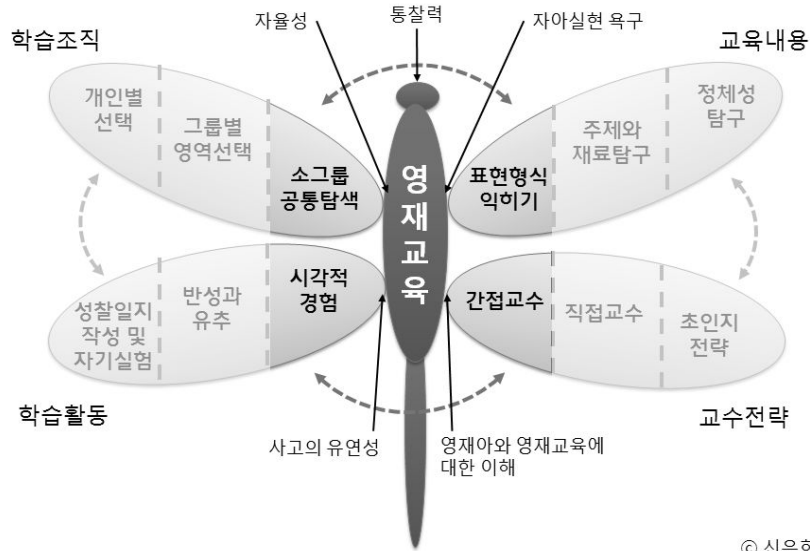 자율성
통찰력
자아실현 욕구
학습조직
교육내용
개인별
선택
그룹별
영역선택
소그룹
공통탐색
영재교육
표현형식
익히기
주제와
재료탐구
정체성
탐구
성찰일지
작성 및
자기실험
반성과
유추
시각적
경험
간접교수
직접교수
초인지
전략
학습활동
교수전략
사고의 유연성
영재아와 영재교육에
대한 이해